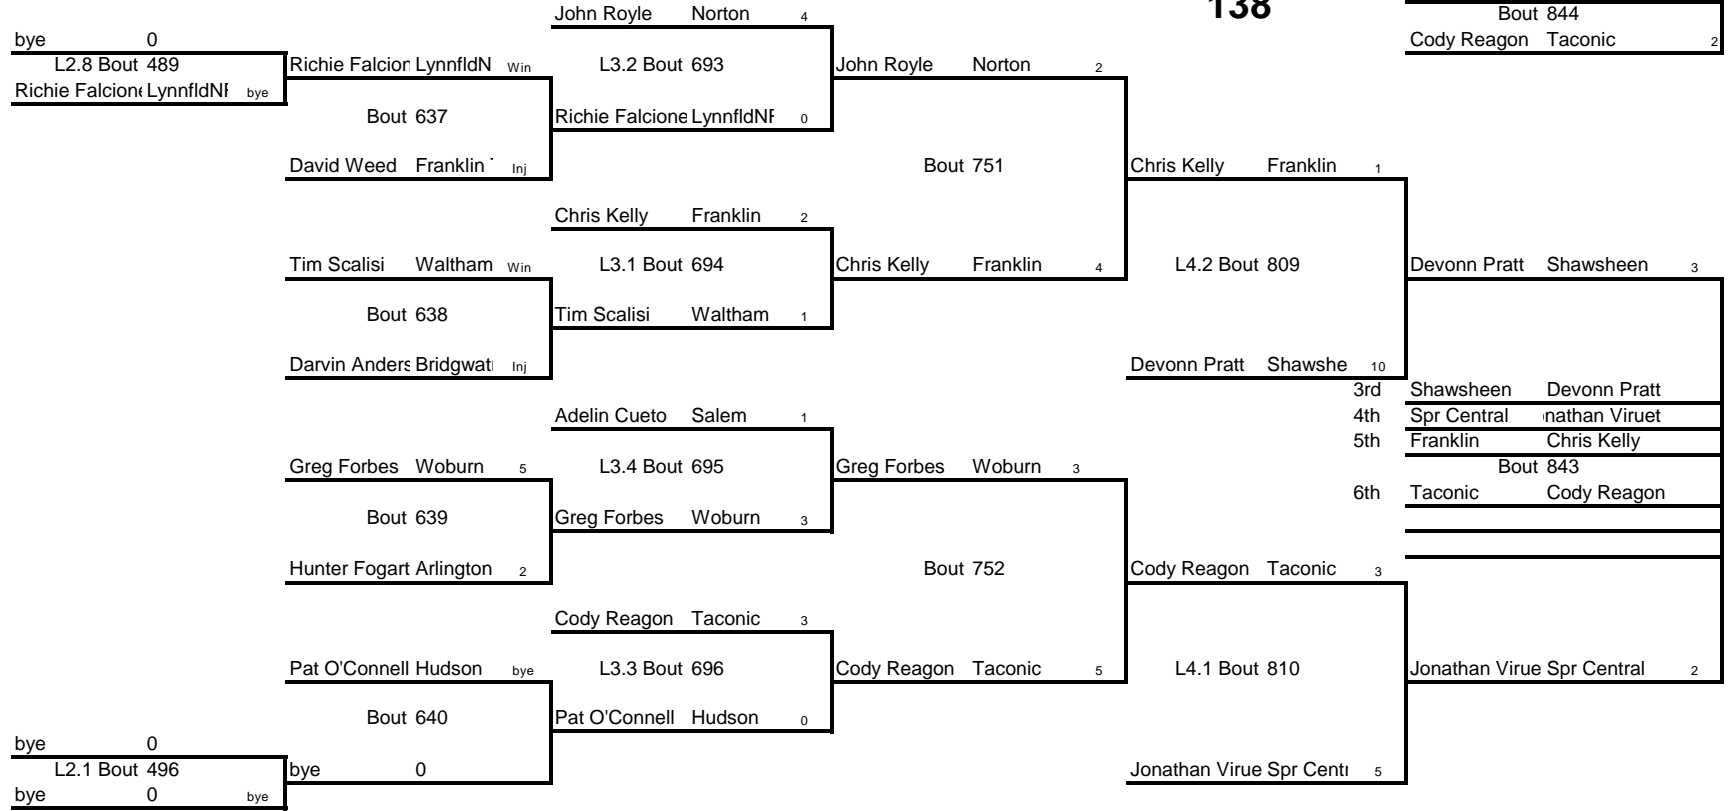 John Royle Norton 4
138
Bout 844
bye 0
Cody Reagon Taconic 2
L2.8 Bout 489
Richie Falcion LynnfldN Win
L3.2 Bout 693
John Royle Norton 2
Richie Falcione LynnfldNF bye
Bout 637
Richie Falcione LynnfldNF 0
David Weed Franklin Inj
Bout 751
Chris Kelly Franklin 1
Chris Kelly Franklin 2
Tim Scalisi Waltham Win
L3.1 Bout 694
Chris Kelly Franklin 4
L4.2 Bout 809
Devonn Pratt Shawsheen 3
Bout 638
Tim Scalisi Waltham 1
Darvin Anders Bridgwat Inj
Devonn Pratt Shawshe 10
3rd Shawsheen Devonn Pratt
Adelin Cueto Salem 1
4th Spr Central nathan Viruet
5th Franklin Chris Kelly
Greg Forbes Woburn 5
L3.4 Bout 695
Greg Forbes Woburn 3
Bout 843
6th Taconic Cody Reagon
Bout 639
Greg Forbes Woburn 3
Hunter Fogart Arlington 2
Bout 752
Cody Reagon Taconic 3
Cody Reagon Taconic 3
Pat O'Connell Hudson bye
L3.3 Bout 696
Cody Reagon Taconic 5
L4.1 Bout 810
Jonathan Virue Spr Central 2
Bout 640
Pat O'Connell Hudson 0
bye 0
L2.1 Bout 496
bye 0
Jonathan Virue Spr Cent 5
bye 0 bye